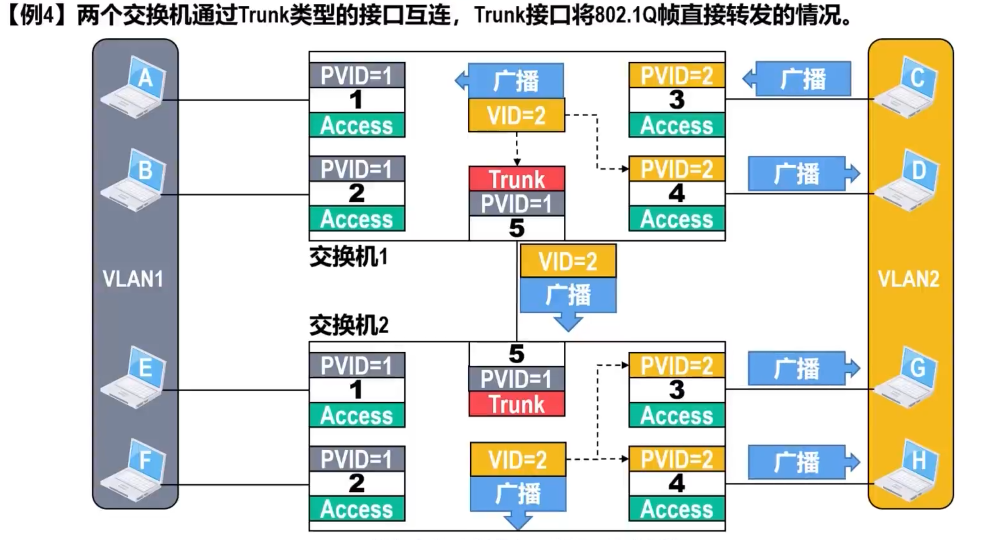 【例4】两个交换机通过Trunk类型的接口互连，Trunk接口将802.1Q帧直接转发的情况。
A
B
VLAN1
E
F
PVID=1
1
Access
PVID=1
2
Access
广播
VID=2
Trunk
PVID=1
5
PVID=2
3
Access
PVID=2
4
Access
广播
广播
C
D
VLAN2
G
H
交换机1
VID=2
广播
交换机2
PVID=1
1
Access
PVID=1
2
Access
5
PVID=1
Trunk
VID=2
广播
PVID=2
3
Access
PVID=2
4
Access
广播
广播